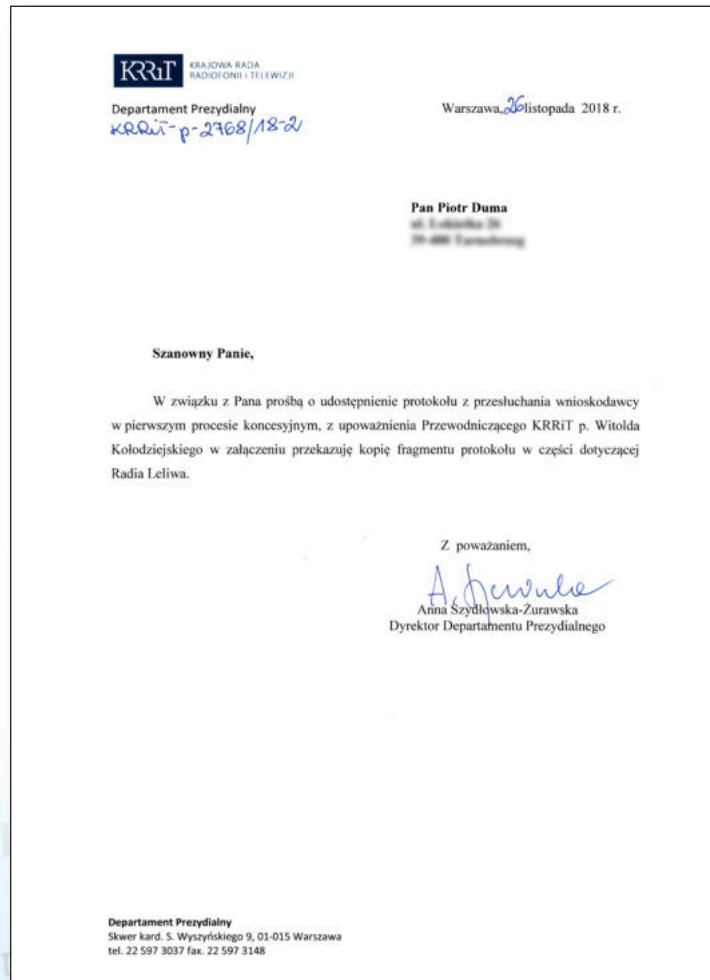 KRRiT KRAJOWA RADA
RADIOFONII i TELEWIZJI
Departament Prezydialny
KRRiT-p-2768/18-2
Warszawa, 26 listopada 2018 r.
Pan Piotr Duma
Szanowny Panie,
W związku z Pana prośbą o udostępnienie protokołu z przesłuchania wnioskodawcy
w pierwszym procesie koncesyjnym, z upoważnienia Przewodniczącego KRRiT p. Witolda
Kołodziejskiego w załączeniu przekazuję kopię fragmentu protokołu w części dotyczącej
Radia Leliwa.
Z poważaniem,
Anna Szydłowska-Żurawska
Dyrektor Departamentu Prezydialnego
Departament Prezydialny
Skwer kard. S. Wyszyńskiego 9, 01-015 Warszawa
tel. 22 597 3037 fax. 22 597 3148